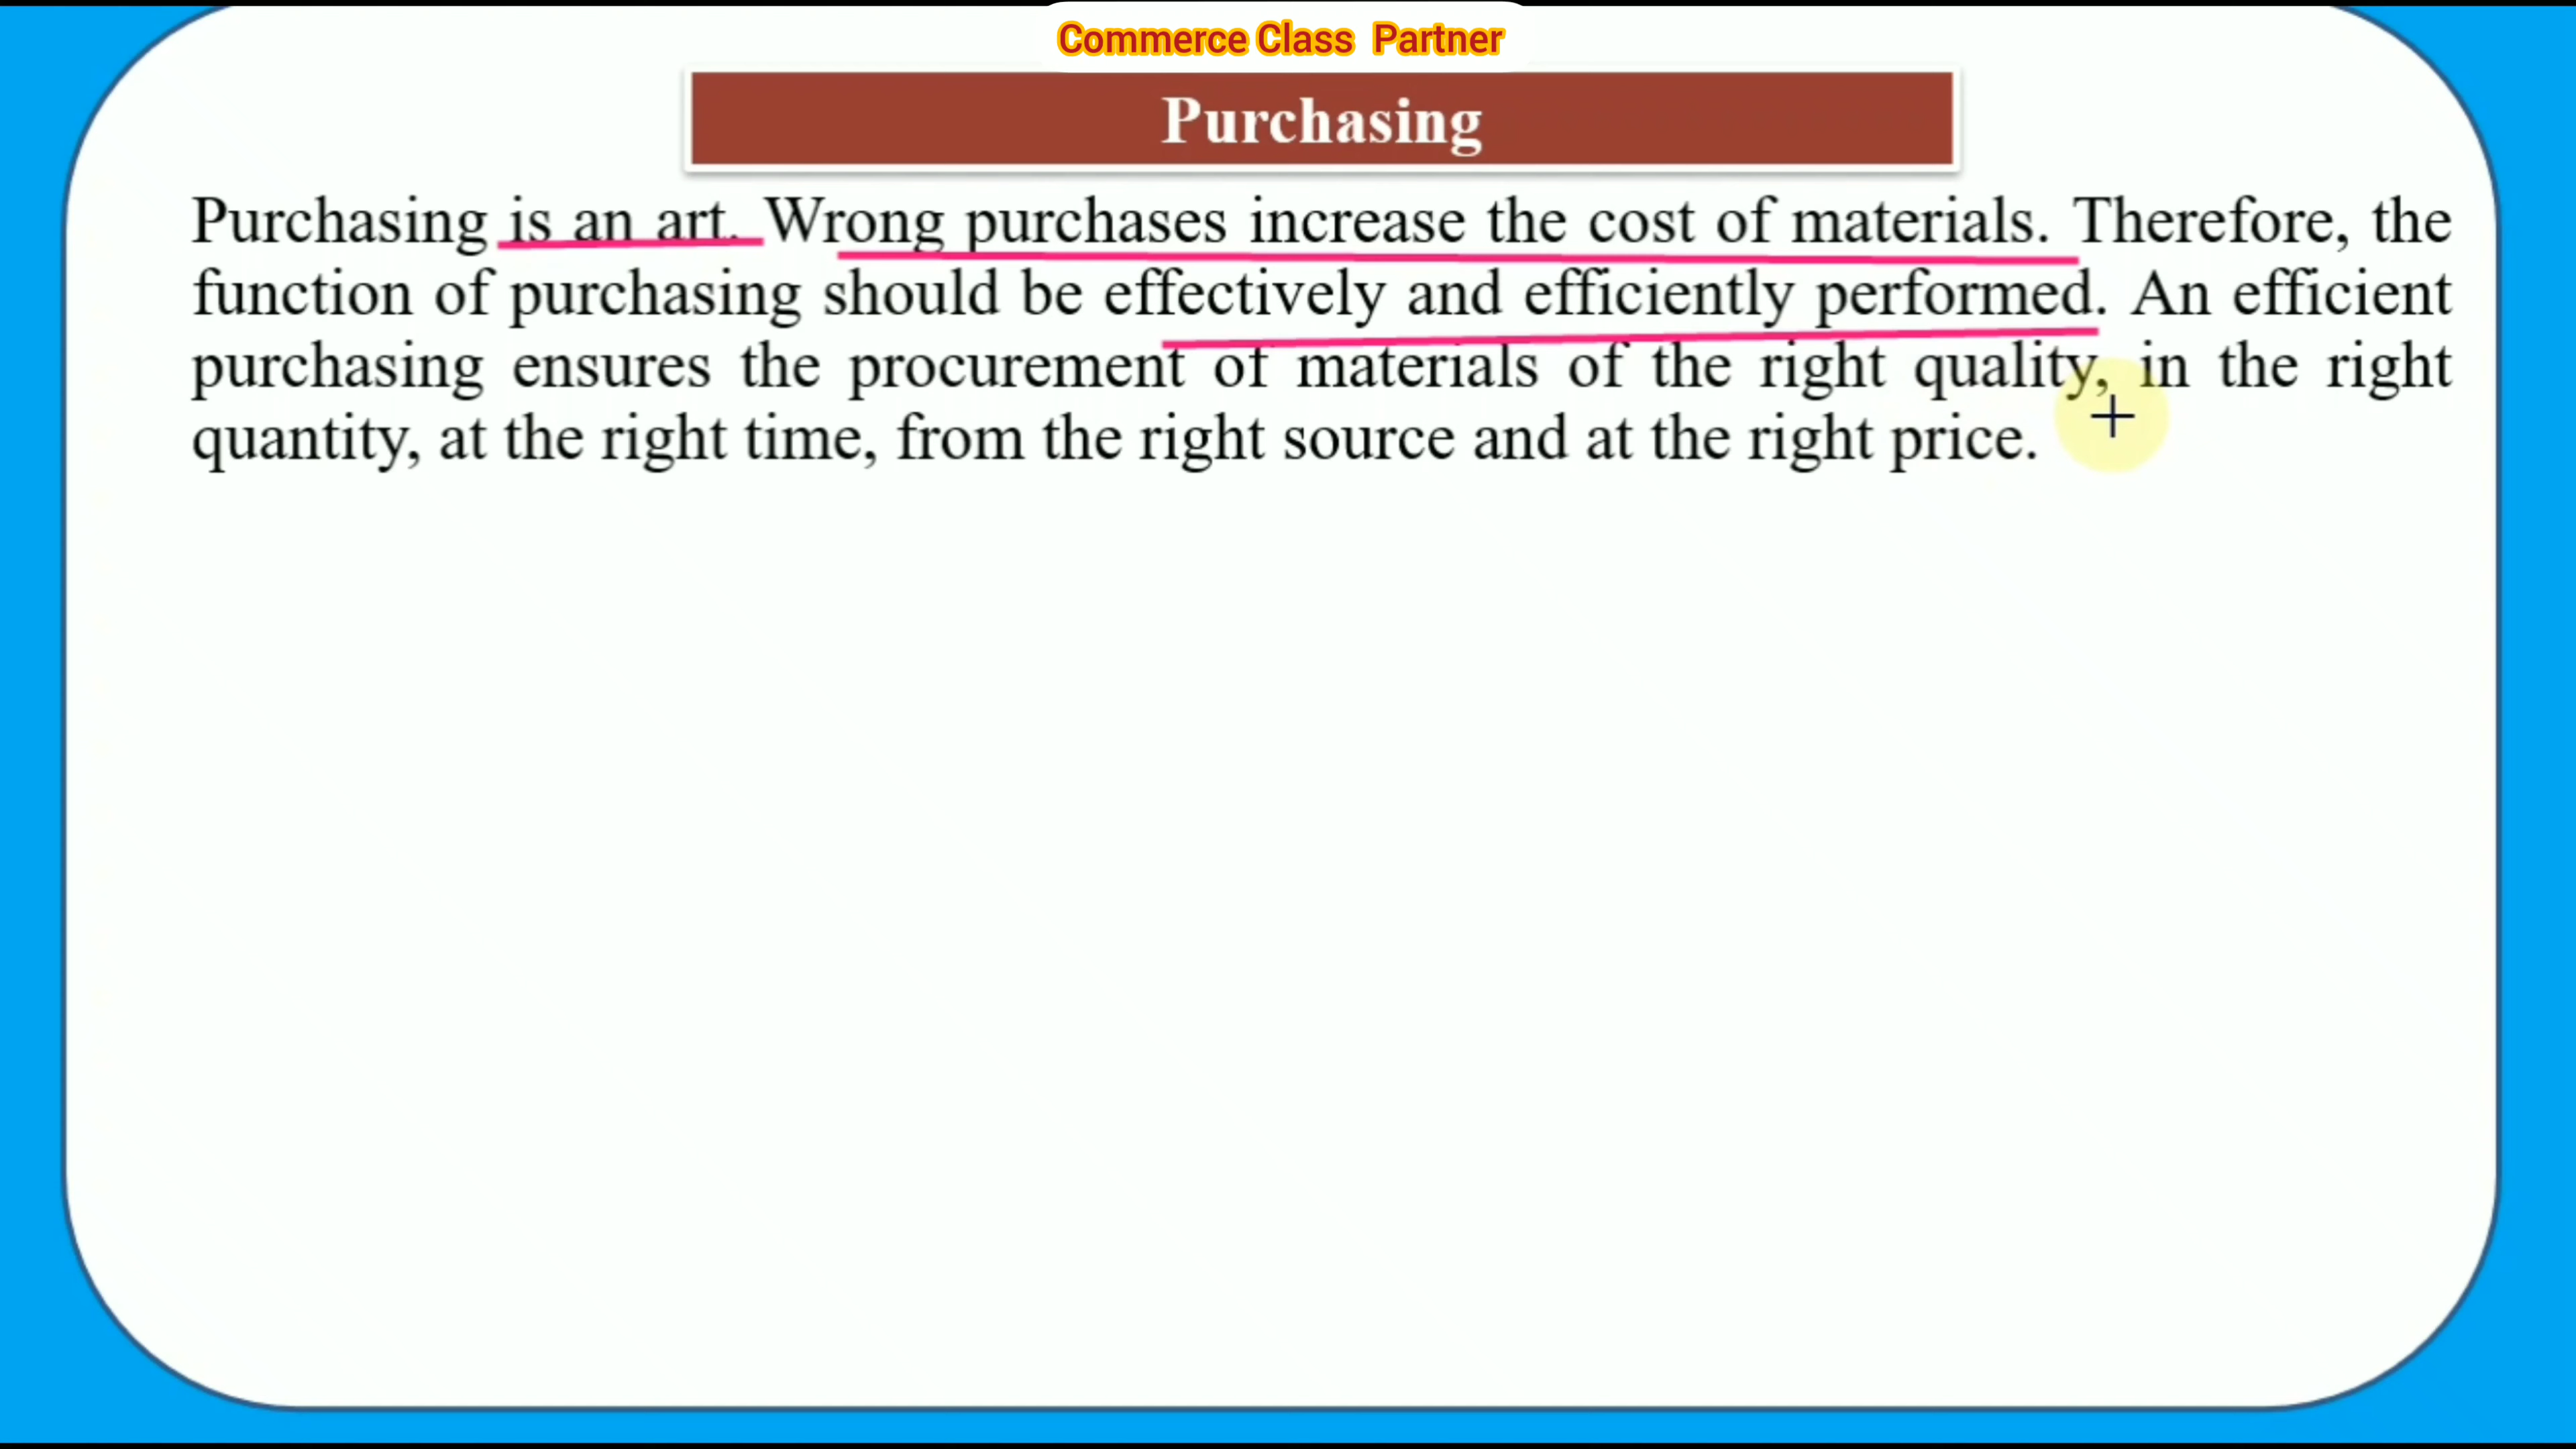 Commerce Class Partner
Purchasing
Purchasing is an art. Wrong purchases increase the cost of materials. Therefore, the
function of purchasing should be effectively and efficiently performed. An efficient
purchasing ensures the procurement of materials of the right quality, in the right
quantity, at the right time, from the right source and at the right price.